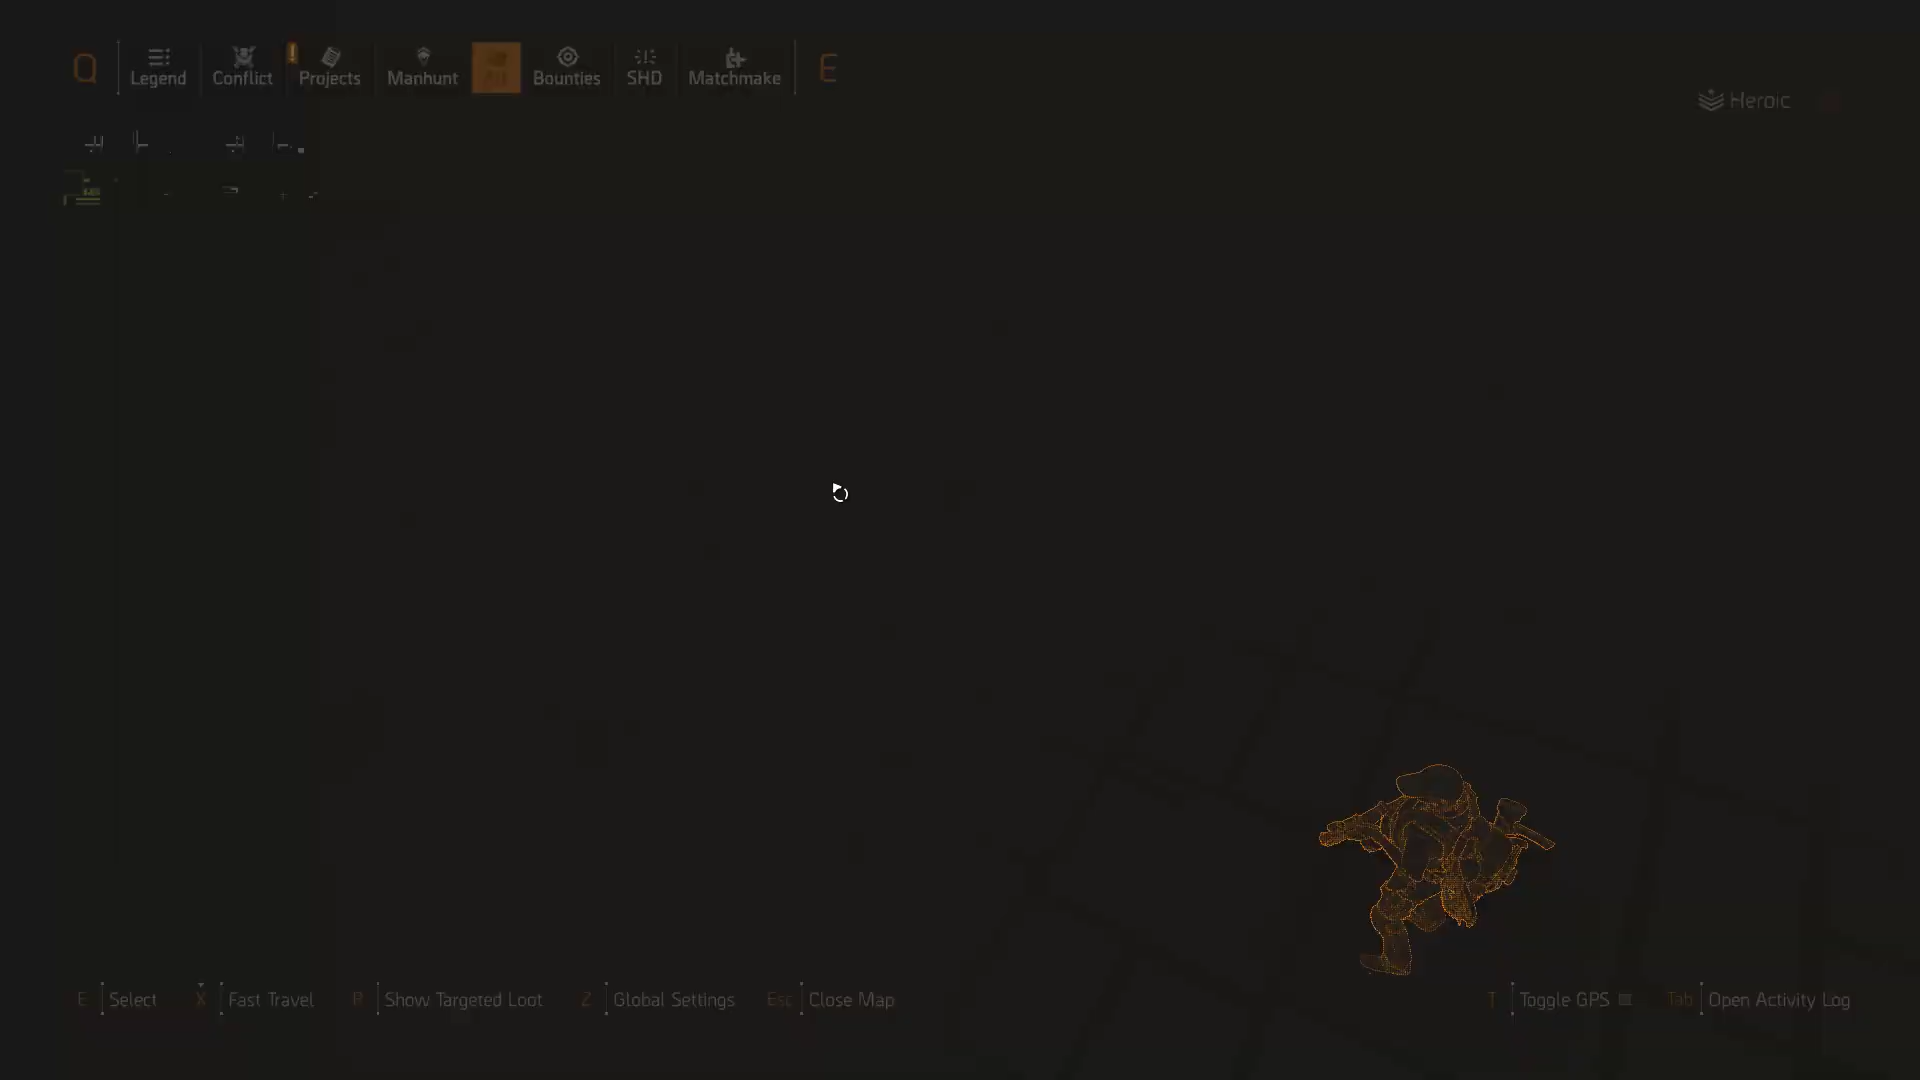 Q Legend Conflict Projects Manhunt All Bounties SHD Matchmake E
Heroic
E Select X Fast Travel R Show Targeted Loot Z Global Settings Esc Close Map T Toggle GPS Tab Open Activity Log